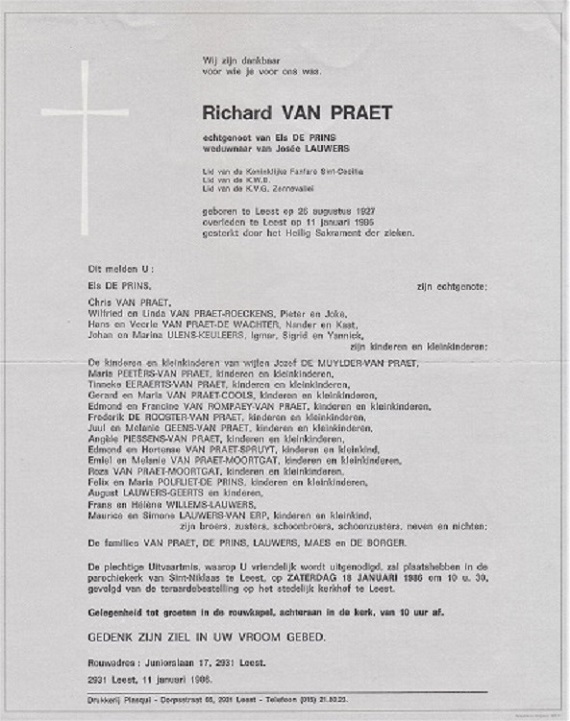 Wij zijn dankbaar
voor wie je voor ons was.
Richard VAN PRAET
echtgenoot van Els DE PRINS
weduwnaar van Josée LAUWERS
Lid van de Koninklijke Fanfare Sint-Cecilia
Lid van de K.W.B.
Lid van de K.V.G. Zennevallei
geboren te Leest op 26 augustus 1927
overleden te Leest op 11 januari 1986
gesterkt door het Heilig Sakrament der zieken.
Dit melden U :
Els DE PRINS, zijn echtgenote;
Chris VAN PRAET,
Wilfried en Linda VAN PRAET-ROECKENS, Pieter en Joke,
Hans en Veerle VAN PRAET-DE WACHTER, Nander en Kaat,
Johan en Marina ULENS-KEULEERS, Igmar, Sigrid en Yannick,
zijn kinderen en kleinkinderen;
De kinderen en kleinkinderen van wijlen Jozef DE MUYLDER-VAN PRAET,
Maria PEETERS-VAN PRAET, kinderen en kleinkinderen,
Tinneke EERAERTS-VAN PRAET, kinderen en kleinkinderen,
Gerard en Maria VAN PRAET-COOLS, kinderen en kleinkinderen,
Edmond en Francine VAN ROMPAEY-VAN PRAET, kinderen en kleinkinderen,
Frederik DE ROOSTER-VAN PRAET, kinderen en kleinkinderen,
Juul en Melanie GEENS-VAN PRAET, kinderen en kleinkinderen,
Angèle PIESSENS-VAN PRAET, kinderen en kleinkinderen,
Edmond en Hortense VAN PRAET-SPRUYT, kinderen en kleinkind,
Emiel en Melanie VAN PRAET-MOORTGAT, kinderen en kleinkinderen,
Roza VAN PRAET-MOORTGAT, kinderen en kleinkinderen,
Felix en Maria POLFLIET-DE PRINS, kinderen en kleinkinderen,
August LAUWERS-GEERTS en kinderen,
Frans en Hélène WILLEMS-LAUWERS,
Maurice en Simone LAUWERS-VAN ERP, kinderen en kleinkind,
zijn broers, zusters, schoonbroers, schoonzusters, neven en nichten;
De families VAN PRAET, DE PRINS, LAUWERS, MAES en DE BORGER.
De plechtige Uitvaartmis, waarop U vriendelijk wordt uitgenodigd, zal plaatshebben in de
parochiekerk van Sint-Niklaas te Leest, op ZATERDAG 18 JANUARI 1986 om 10 u. 30,
gevolgd van de teraardebestelling op het stedelijk kerkhof te Leest.
Gelegenheid tot groeten in de rouwkapel, achteraan in de kerk, van 10 uur af.
GEDENK ZIJN ZIEL IN UW VROOM GEBED.
Rouwadres : Juniorslaan 17, 2931 Leest.
2931 Leest, 11 januari 1986.
Drukkerij Plasqui - Dorpsstraat 66, 2931 Leest - Telefoon (015)